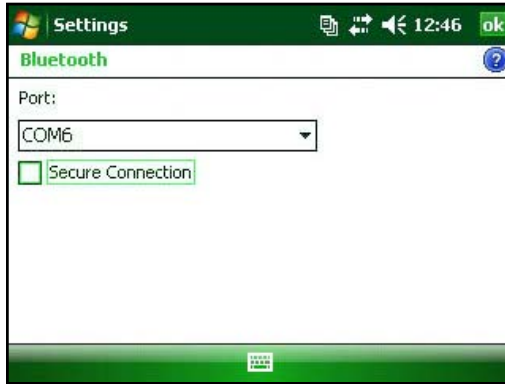 Settings 12:46 ok
Bluetooth ?
Port:
COM6
Secure Connection